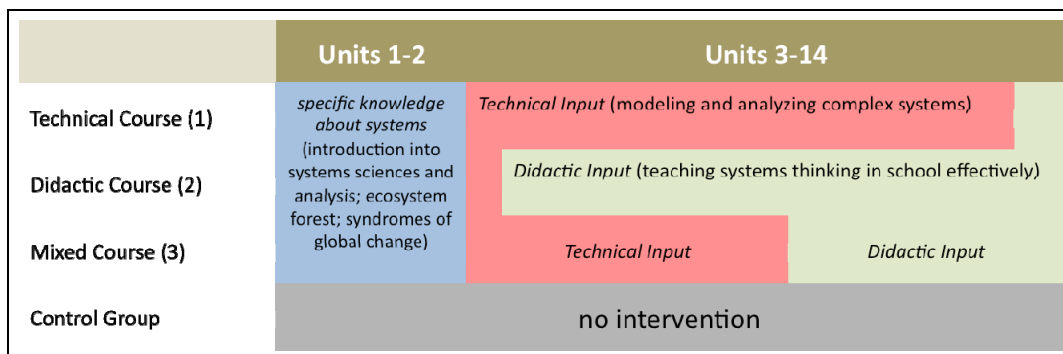 Units 1-2
Units 3-14
Technical Course (1)
specific knowledge
about systems
(introduction into
systems sciences and
analysis; ecosystem
forest; syndromes of
global change)
Technical Input (modeling and analyzing complex systems)
Didactic Course (2)
Didactic Input (teaching systems thinking in school effectively)
Mixed Course (3)
Technical Input
Didactic Input
Control Group
no intervention